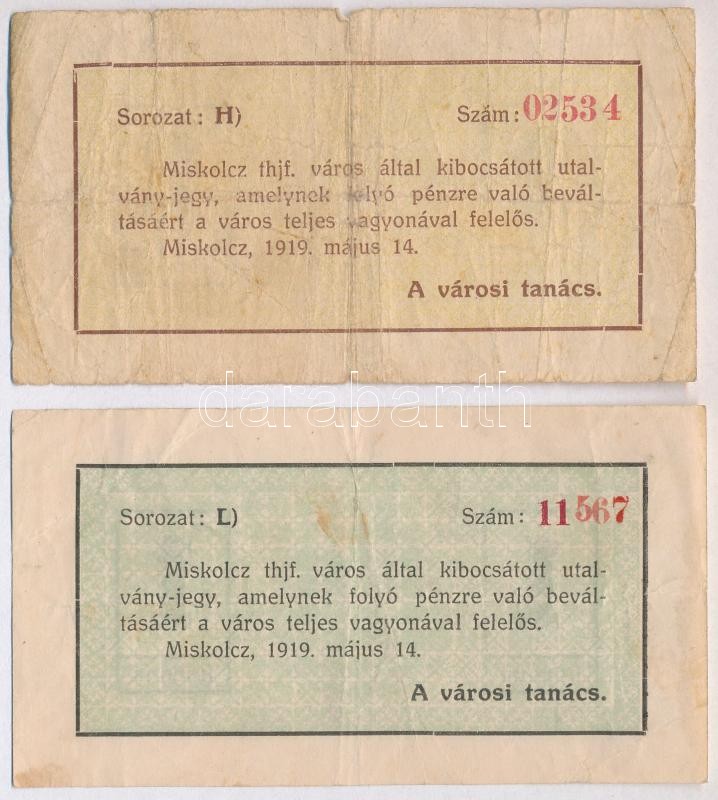 Sorozat: H) Szám: 02534
Miskolcz thjf. város által kibocsátott utal-
vány-jegy, amelynek folyó pénzre való bevál-
tásáért a város teljes vagyonával felelős.
Miskolcz, 1919. május 14.
A városi tanács.
darabanth
Sorozat: L) Szám: 11567
Miskolcz thjf. város által kibocsátott utal-
vány-jegy, amelynek folyó pénzre való bevál-
tásáért a város teljes vagyonával felelős.
Miskolcz, 1919. május 14.
A városi tanács.